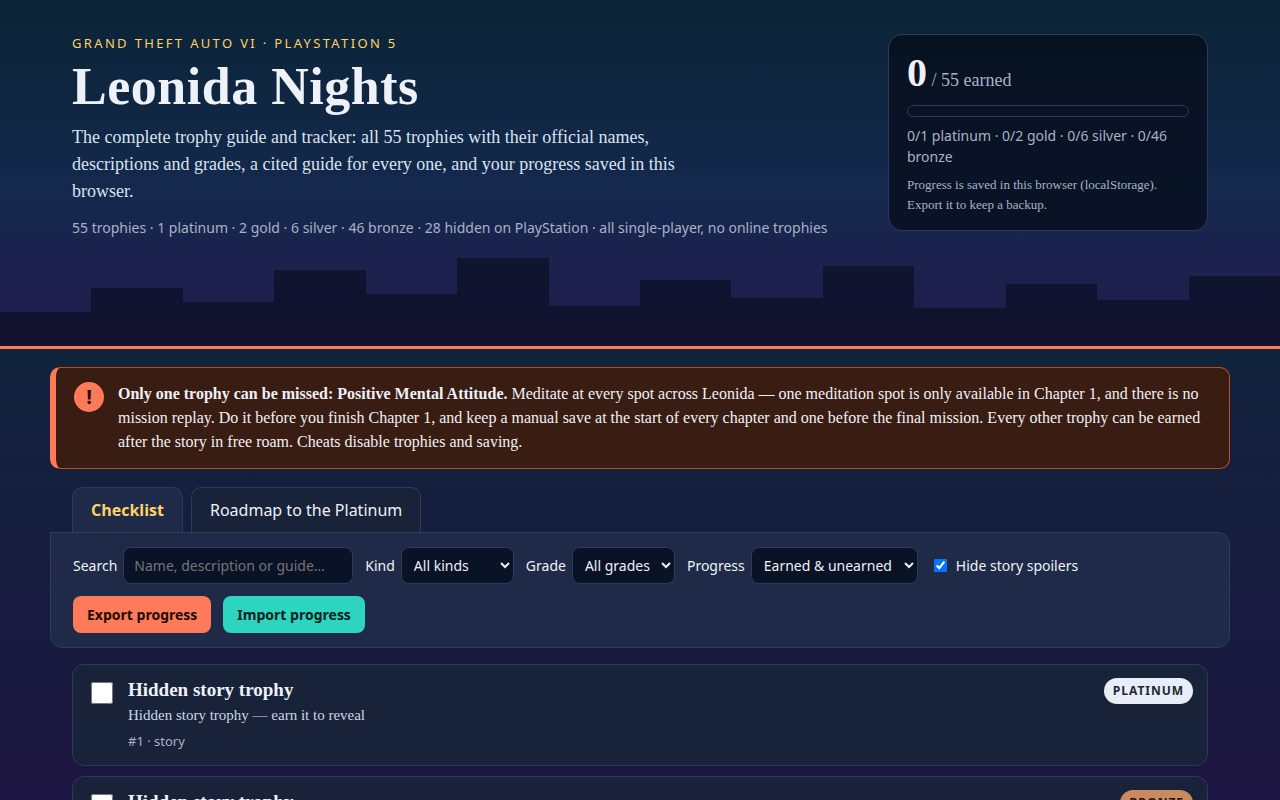 GRAND THEFT AUTO VI · PLAYSTATION 5
Leonida Nights
The complete trophy guide and tracker: all 55 trophies with their official names,
descriptions and grades, a cited guide for every one, and your progress saved in this
browser.
55 trophies · 1 platinum · 2 gold · 6 silver · 46 bronze · 28 hidden on PlayStation · all single-player, no online trophies
0 / 55 earned
0/1 platinum · 0/2 gold · 0/6 silver · 0/46
bronze
Progress is saved in this browser (localStorage).
Export it to keep a backup.
! Only one trophy can be missed: Positive Mental Attitude. Meditate at every spot across Leonida — one meditation spot is only available in Chapter 1, and there is no
mission replay. Do it before you finish Chapter 1, and keep a manual save at the start of every chapter and one before the final mission. Every other trophy can be earned
after the story in free roam. Cheats disable trophies and saving.
Checklist Roadmap to the Platinum
Search Name, description or guide... Kind All kinds Grade All grades Progress Earned & unearned Hide story spoilers
Export progress Import progress
Hidden story trophy PLATINUM
Hidden story trophy — earn it to reveal
#1 · story
Hidden story trophy BRONZE